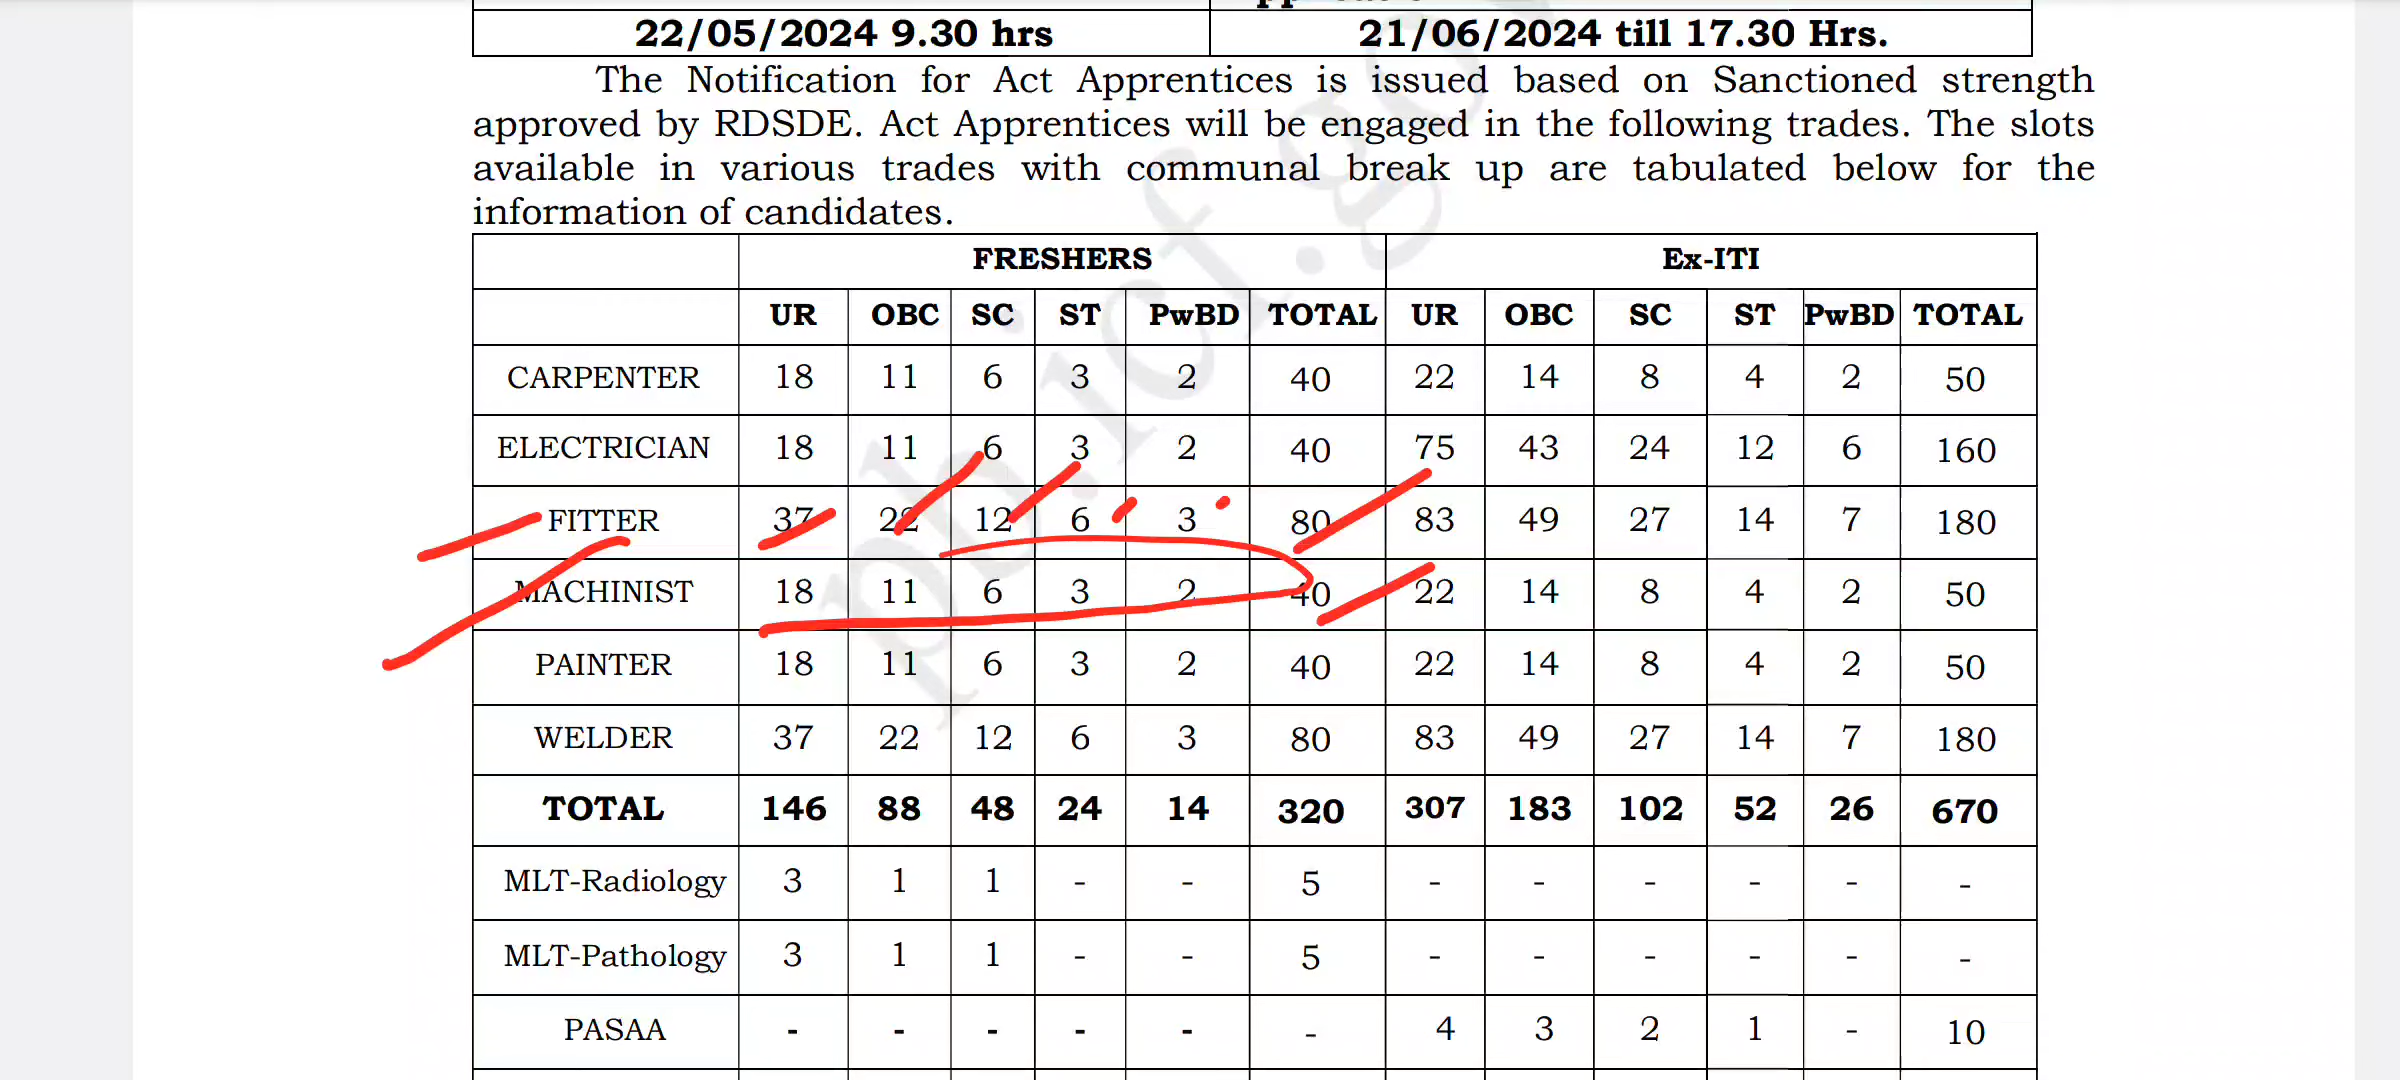 22/05/2024 9.30 hrs 21/06/2024 till 17.30 Hrs.
The Notification for Act Apprentices is issued based on Sanctioned strength
approved by RDSDE. Act Apprentices will be engaged in the following trades. The slots
available in various trades with communal break up are tabulated below for the
information of candidates.
FRESHERS Ex-ITI
UR OBC SC ST PwBD TOTAL UR OBC SC ST PwBD TOTAL
CARPENTER 18 11 6 3 2 40 22 14 8 4 2 50
ELECTRICIAN 18 11 6 3 2 40 75 43 24 12 6 160
FITTER 37 22 12 6 3 80 83 49 27 14 7 180
MACHINIST 18 11 6 3 2 40 22 14 8 4 2 50
PAINTER 18 11 6 3 2 40 22 14 8 4 2 50
WELDER 37 22 12 6 3 80 83 49 27 14 7 180
TOTAL 146 88 48 24 14 320 307 183 102 52 26 670
MLT-Radiology 3 1 1 - - 5 - - - - - -
MLT-Pathology 3 1 1 - - 5 - - - - - -
PASAA - - - - - - 4 3 2 1 - 10
pb.icf.go